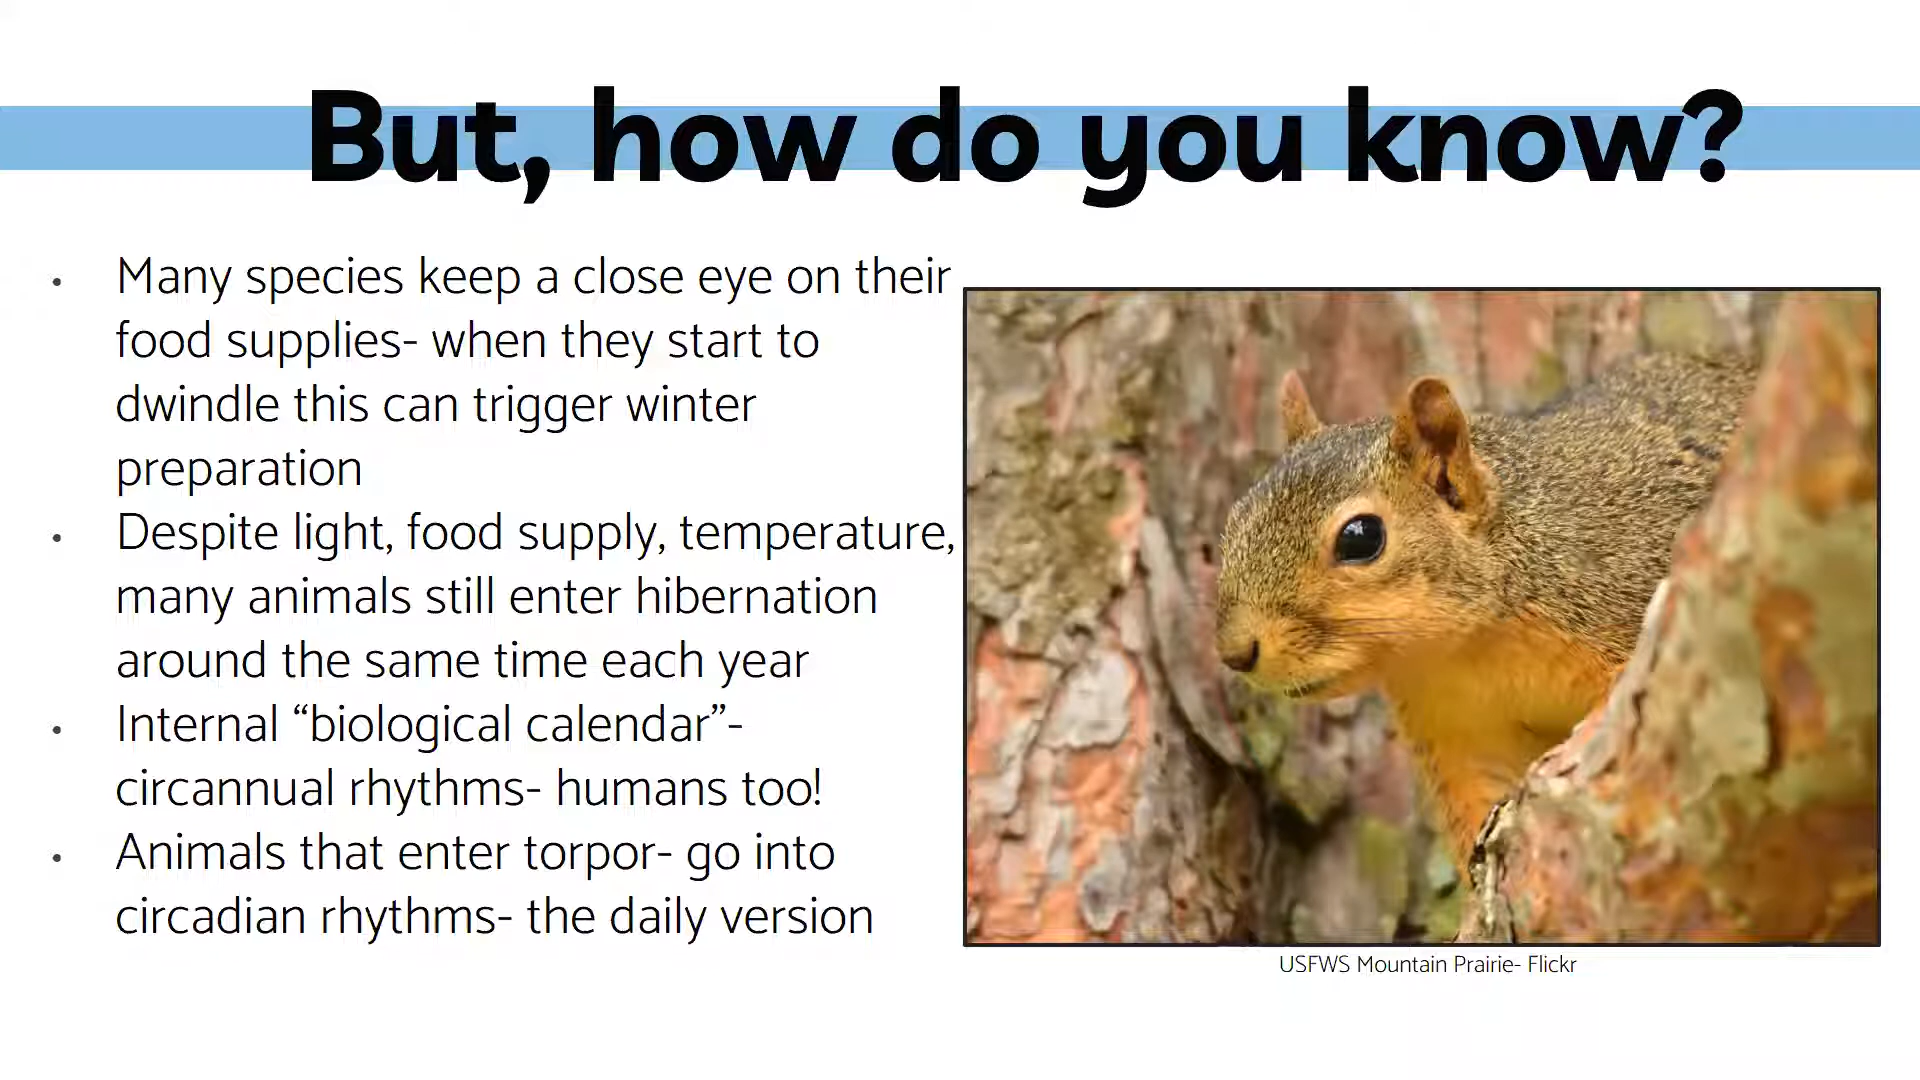 But, how do you know?
• Many species keep a close eye on their
food supplies- when they start to
dwindle this can trigger winter
preparation
• Despite light, food supply, temperature,
many animals still enter hibernation
around the same time each year
• Internal “biological calendar”-
circannual rhythms- humans too!
• Animals that enter torpor- go into
circadian rhythms- the daily version
USFWS Mountain Prairie- Flickr